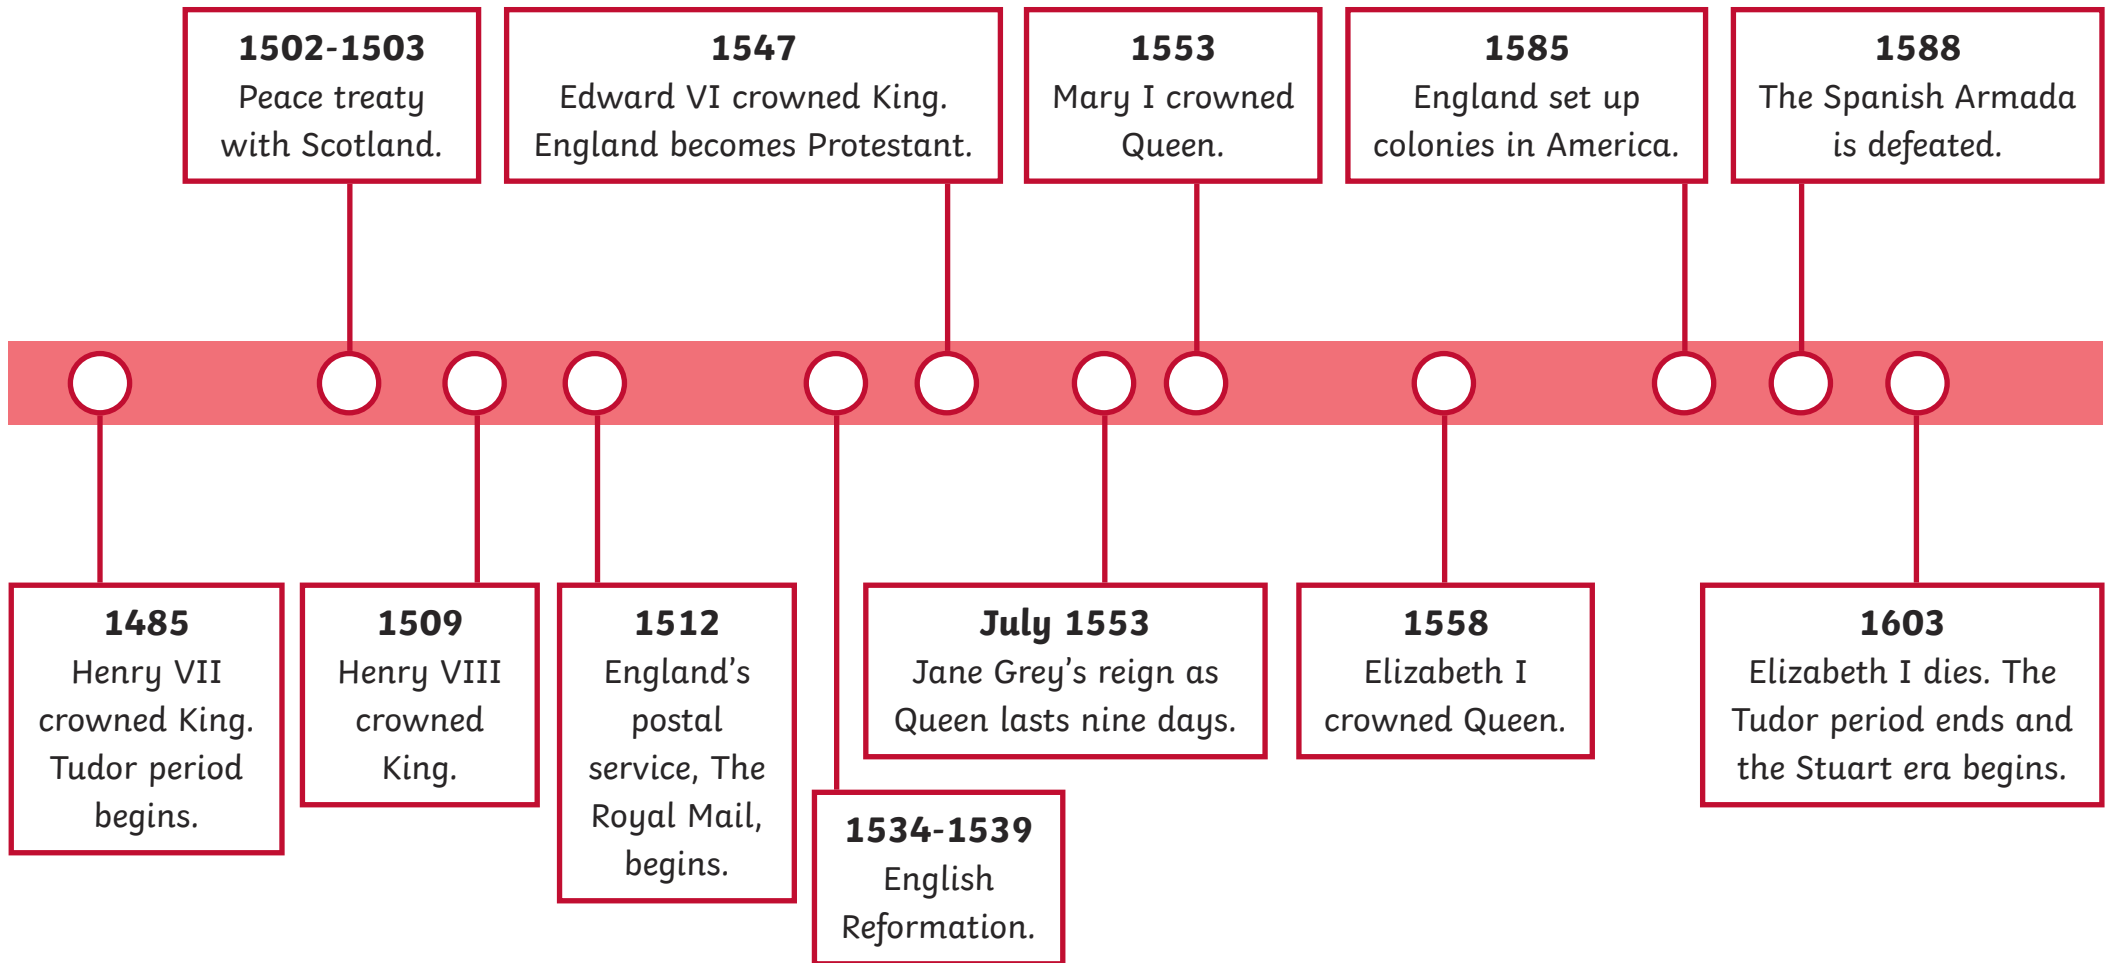 1502-1503
Peace treaty
with Scotland.
1547
Edward VI crowned King.
England becomes Protestant.
1553
Mary I crowned
Queen.
1585
England set up
colonies in America.
1588
The Spanish Armada
is defeated.
1485
Henry VII
crowned King.
Tudor period
begins.
1509
Henry VIII
crowned
King.
1512
England’s
postal
service, The
Royal Mail,
begins.
1534-1539
English
Reformation.
July 1553
Jane Grey’s reign as
Queen lasts nine days.
1558
Elizabeth I
crowned Queen.
1603
Elizabeth I dies. The
Tudor period ends and
the Stuart era begins.